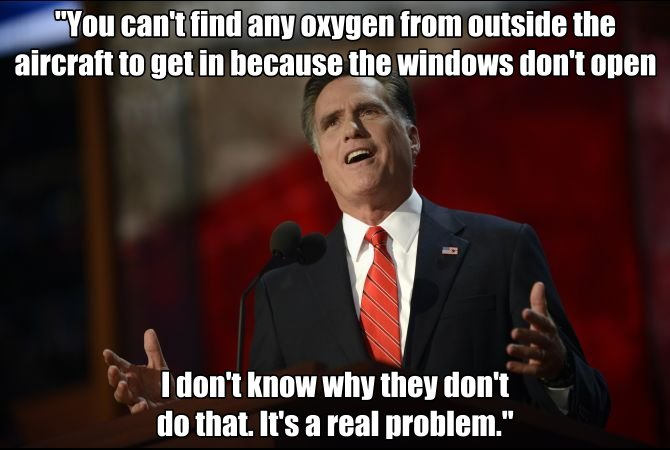 "You can't find any oxygen from outside the
aircraft to get in because the windows don't open
I don't know why they don't
do that. It's a real problem."